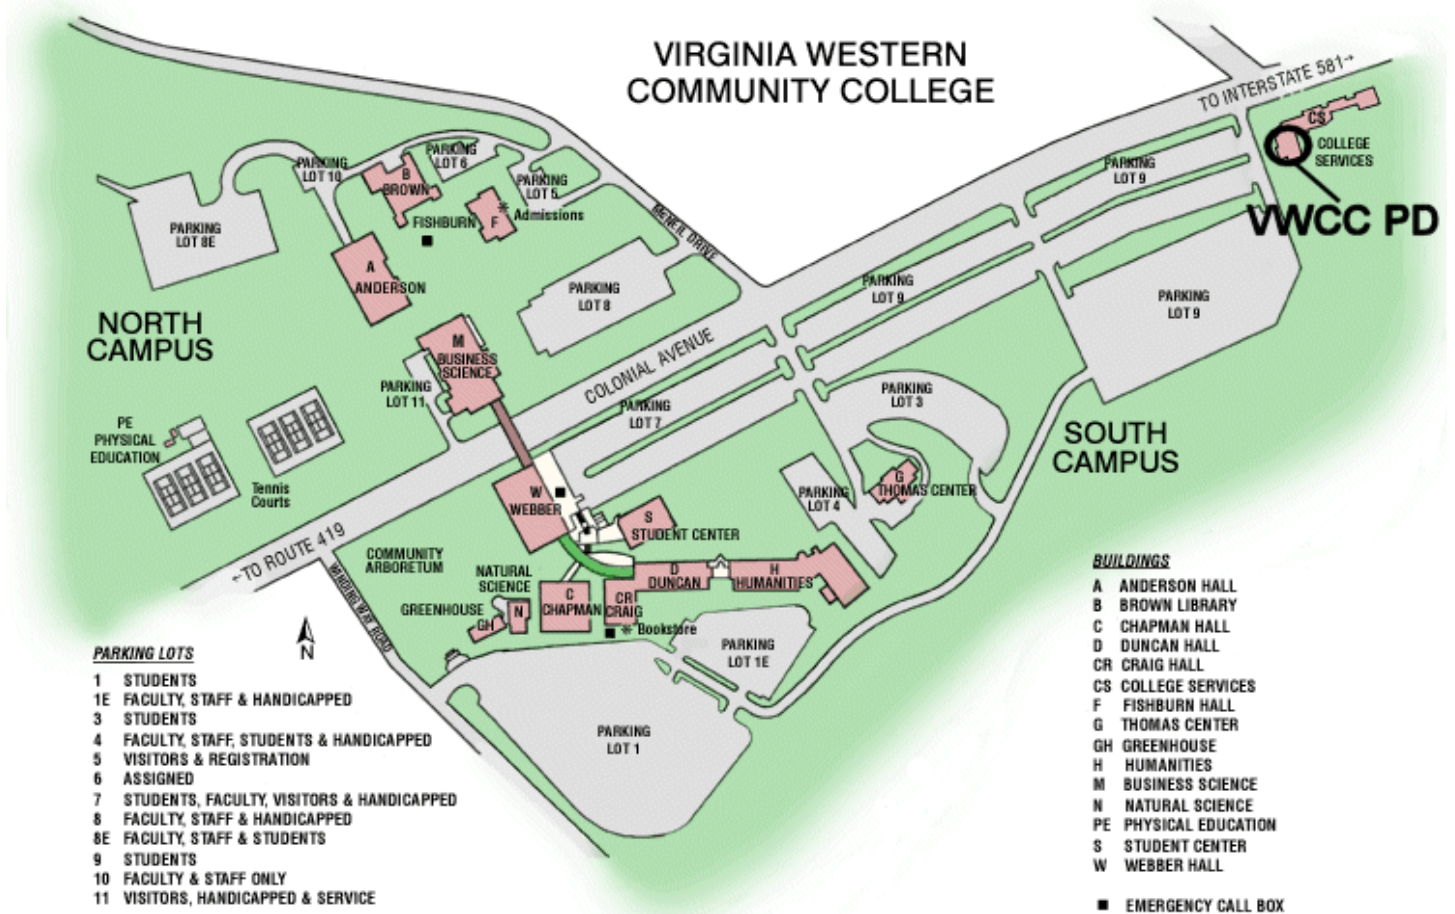 VIRGINIA WESTERN
COMMUNITY COLLEGE
TO INTERSTATE 581→
CS
COLLEGE
SERVICES
VWCC PD
PARKING
LOT 10
PARKING
LOT 6
B
BROWN
PARKING
LOT 5
PARKING
LOT 9
FISHBURN
F
* Admissions
MCNEIL DRIVE
PARKING
LOT 8E
A
ANDERSON
PARKING
LOT 8
PARKING
LOT 9
PARKING
LOT 9
NORTH
CAMPUS
M
BUSINESS
SCIENCE
COLONIAL AVENUE
PARKING
LOT 11
PARKING
LOT 7
PARKING
LOT 3
PE
PHYSICAL
EDUCATION
SOUTH
CAMPUS
Tennis
Courts
W
WEBBER
PARKING
LOT 4
G
THOMAS CENTER
S
STUDENT CENTER
←TO ROUTE 419
WINDING WAY ROAD
COMMUNITY
ARBORETUM
NATURAL
SCIENCE
GREENHOUSE
GH
N
C
CHAPMAN
CR
CRAIG
D
DUNCAN
H
HUMANITIES
* Bookstore
PARKING
LOT 1E
PARKING
LOT 1
N
PARKING LOTS
1 STUDENTS
1E FACULTY, STAFF & HANDICAPPED
3 STUDENTS
4 FACULTY, STAFF, STUDENTS & HANDICAPPED
5 VISITORS & REGISTRATION
6 ASSIGNED
7 STUDENTS, FACULTY, VISITORS & HANDICAPPED
8 FACULTY, STAFF & HANDICAPPED
8E FACULTY, STAFF & STUDENTS
9 STUDENTS
10 FACULTY & STAFF ONLY
11 VISITORS, HANDICAPPED & SERVICE
BUILDINGS
A ANDERSON HALL
B BROWN LIBRARY
C CHAPMAN HALL
D DUNCAN HALL
CR CRAIG HALL
CS COLLEGE SERVICES
F FISHBURN HALL
G THOMAS CENTER
GH GREENHOUSE
H HUMANITIES
M BUSINESS SCIENCE
N NATURAL SCIENCE
PE PHYSICAL EDUCATION
S STUDENT CENTER
W WEBBER HALL
■ EMERGENCY CALL BOX